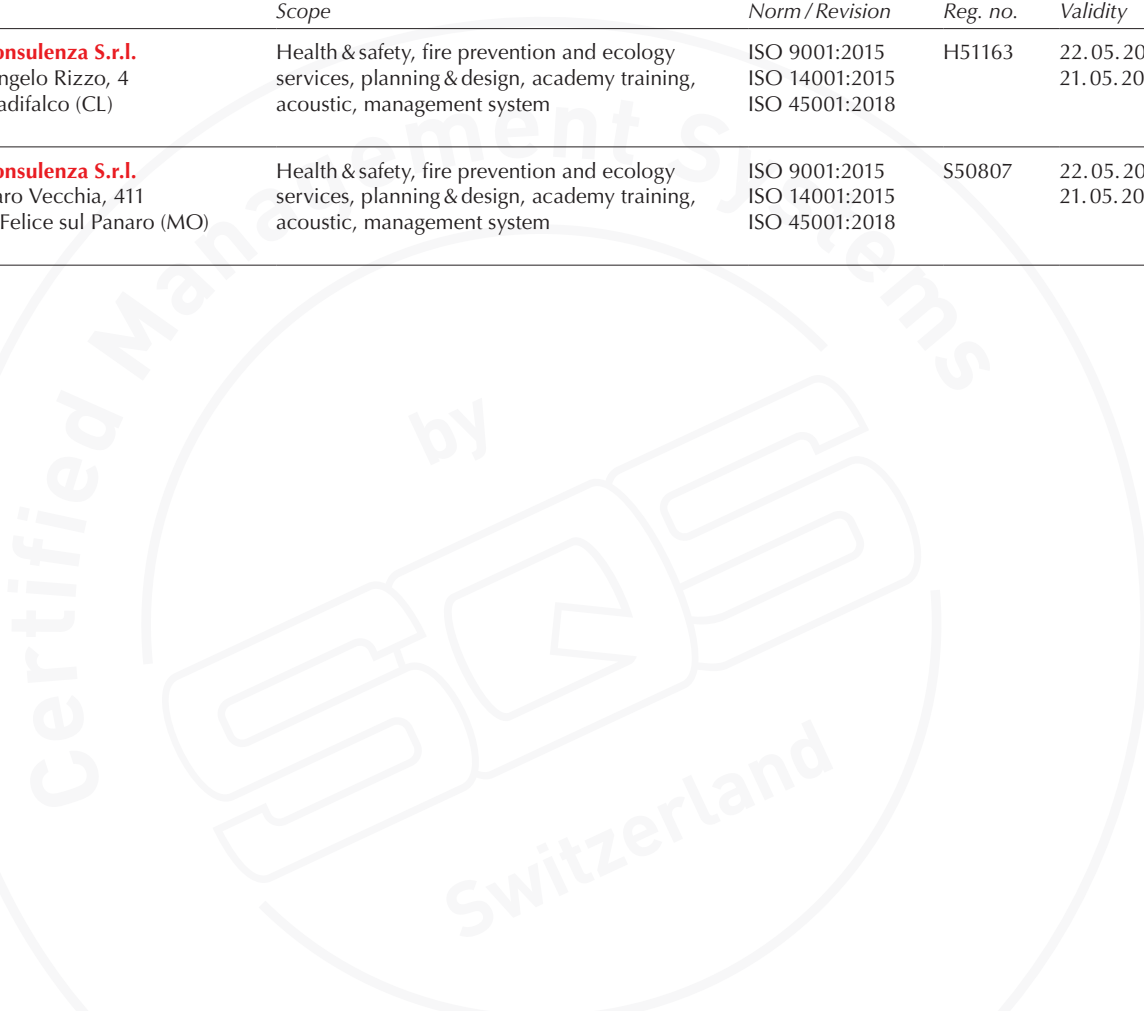 Scope Norm / Revision Reg. no. Validity
onsulenza S.r.l. Health & safety, fire prevention and ecology ISO 9001:2015 H51163 22.05.20
ngelo Rizzo, 4 services, planning & design, academy training, ISO 14001:2015 21.05.20
adifalco (CL) acoustic, management system ISO 45001:2018
onsulenza S.r.l. Health & safety, fire prevention and ecology ISO 9001:2015 S50807 22.05.20
aro Vecchia, 411 services, planning & design, academy training, ISO 14001:2015 21.05.20
Felice sul Panaro (MO) acoustic, management system ISO 45001:2018
Certified Management Systems
by
SQS
Switzerland